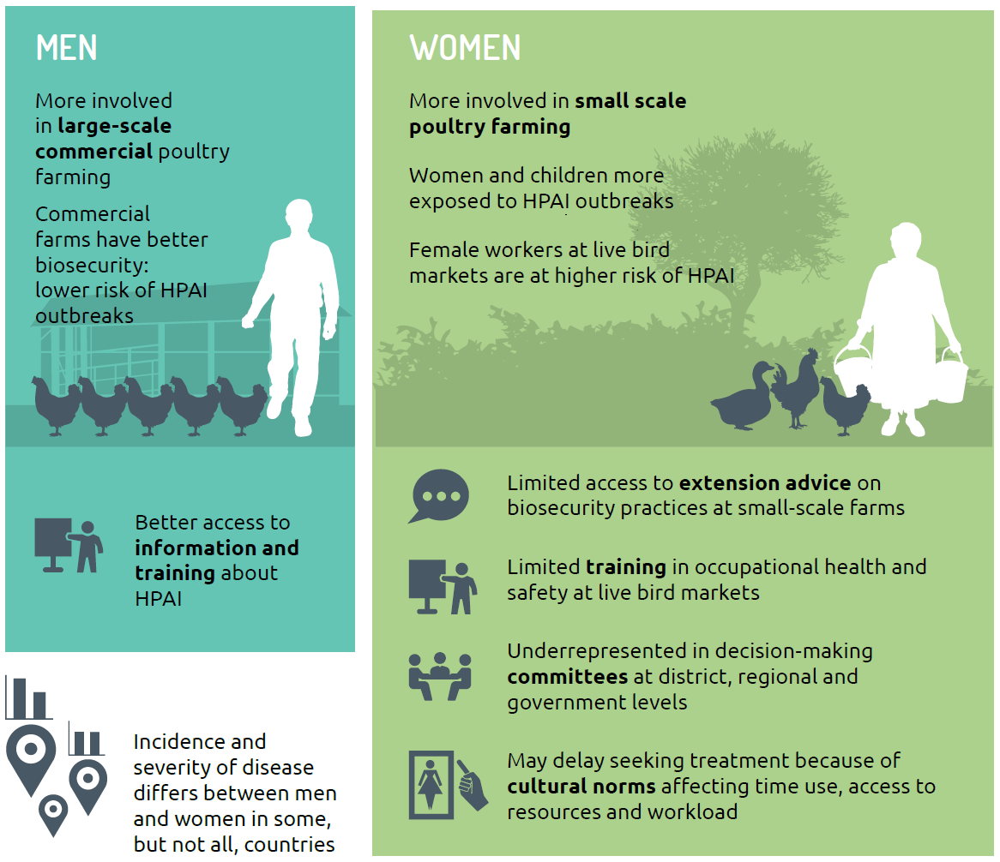 MEN
More involved
in large-scale
commercial poultry
farming
Commercial
farms have better
biosecurity:
lower risk of HPAI
outbreaks
Better access to
information and
training about
HPAI
Incidence and
severity of disease
differs between men
and women in some,
but not all, countries
WOMEN
More involved in small scale
poultry farming
Women and children more
exposed to HPAI outbreaks
Female workers at live bird
markets are at higher risk of HPAI
Limited access to extension advice on
biosecurity practices at small-scale farms
Limited training in occupational health and
safety at live bird markets
Underrepresented in decision-making
committees at district, regional and
government levels
May delay seeking treatment because of
cultural norms affecting time use, access to
resources and workload